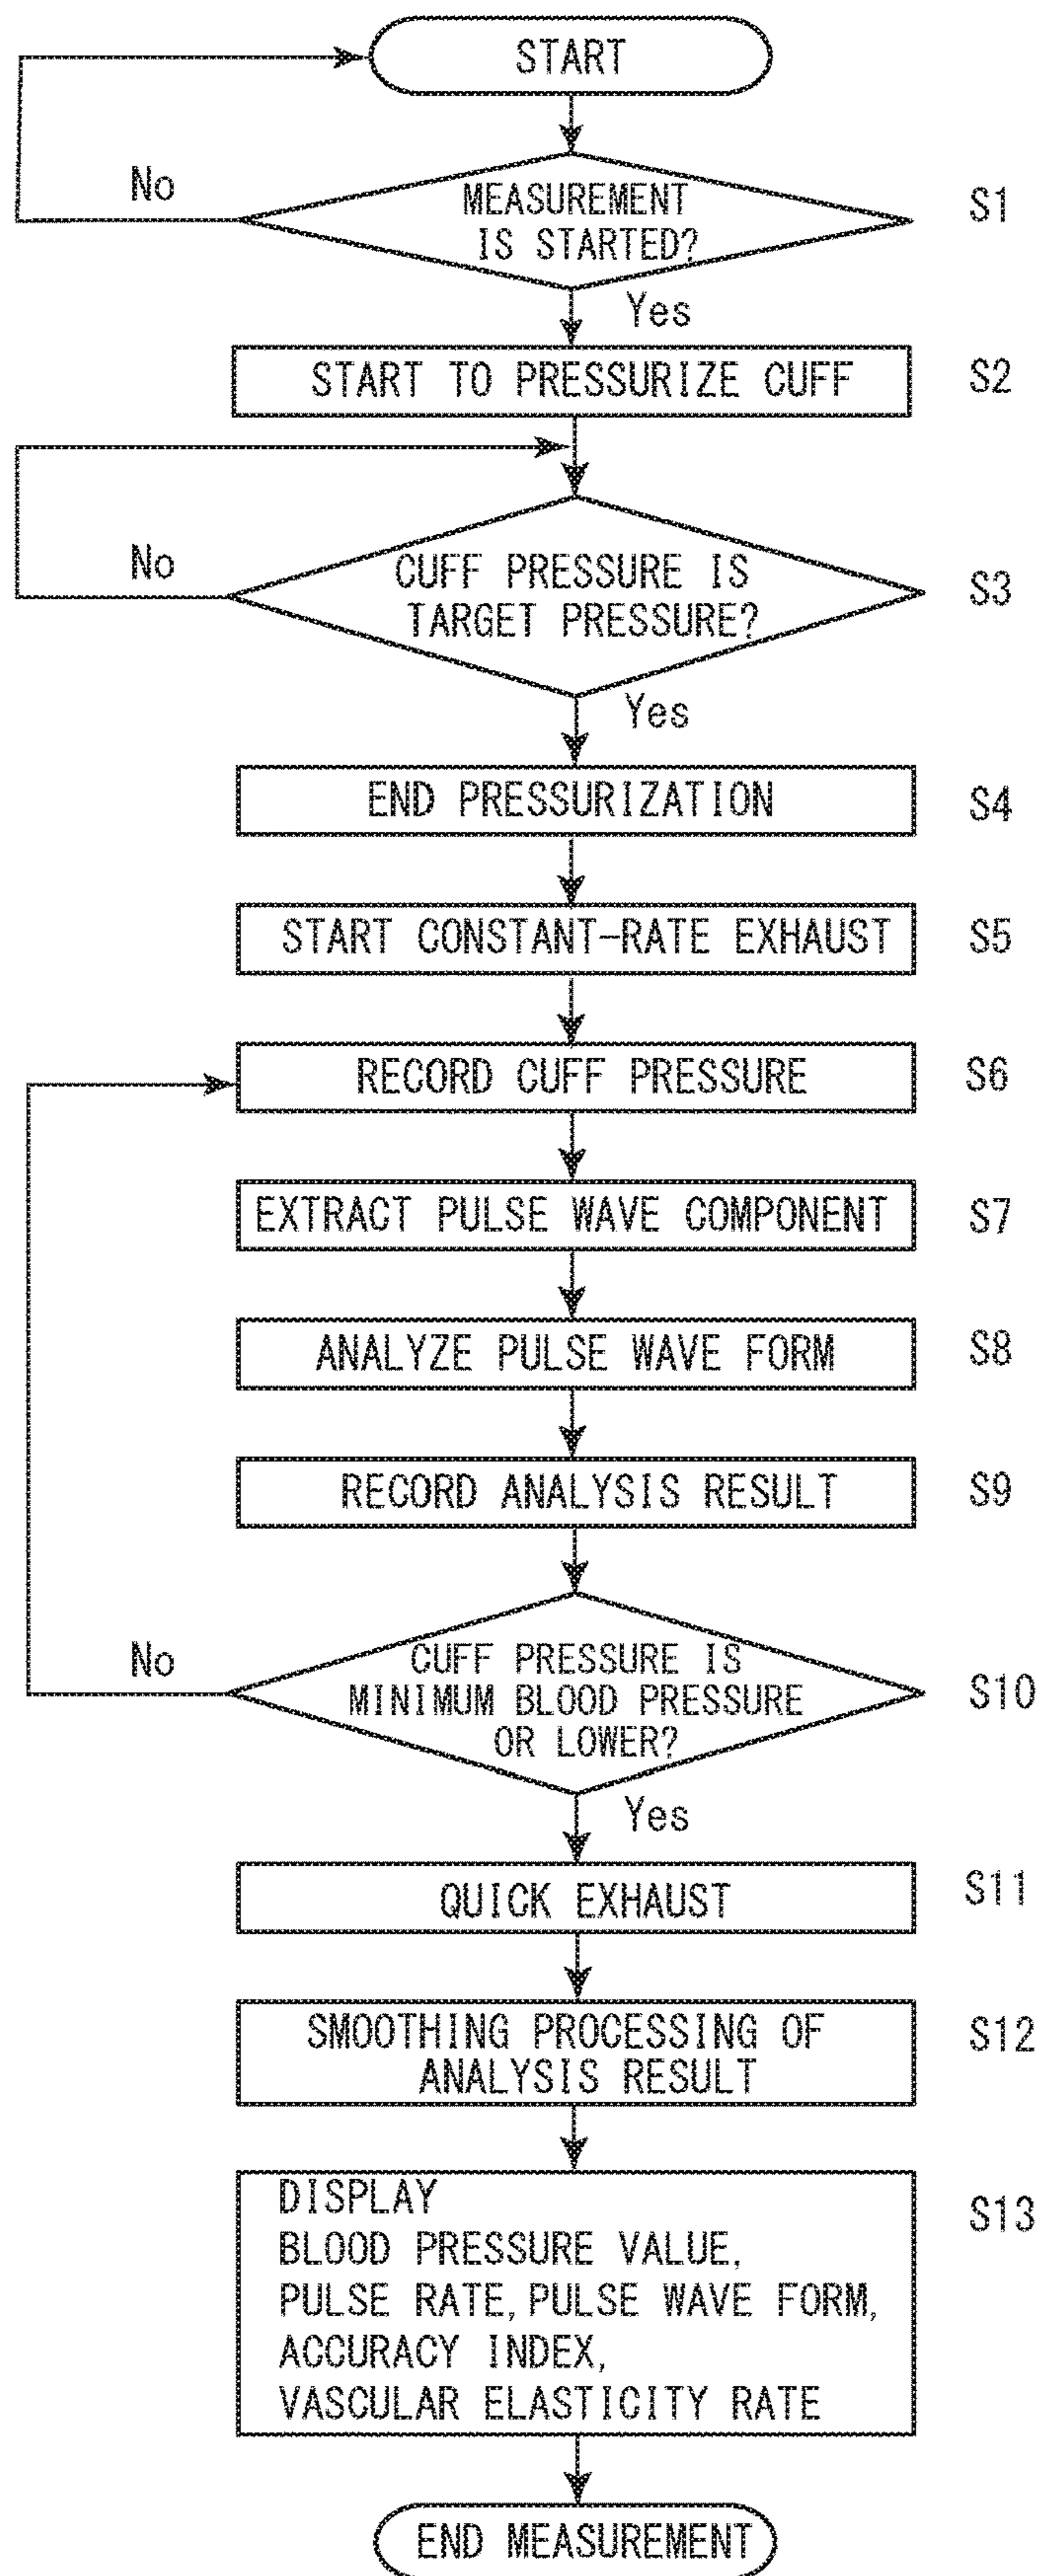 START
No
MEASUREMENT
IS STARTED?
S1
Yes
START TO PRESSURIZE CUFF
S2
No
CUFF PRESSURE IS
TARGET PRESSURE?
S3
Yes
END PRESSURIZATION
S4
START CONSTANT-RATE EXHAUST
S5
RECORD CUFF PRESSURE
S6
EXTRACT PULSE WAVE COMPONENT
S7
ANALYZE PULSE WAVE FORM
S8
RECORD ANALYSIS RESULT
S9
No
CUFF PRESSURE IS
MINIMUM BLOOD PRESSURE
OR LOWER?
S10
Yes
QUICK EXHAUST
S11
SMOOTHING PROCESSING OF
ANALYSIS RESULT
S12
DISPLAY
BLOOD PRESSURE VALUE,
PULSE RATE, PULSE WAVE FORM,
ACCURACY INDEX,
VASCULAR ELASTICITY RATE
S13
END MEASUREMENT